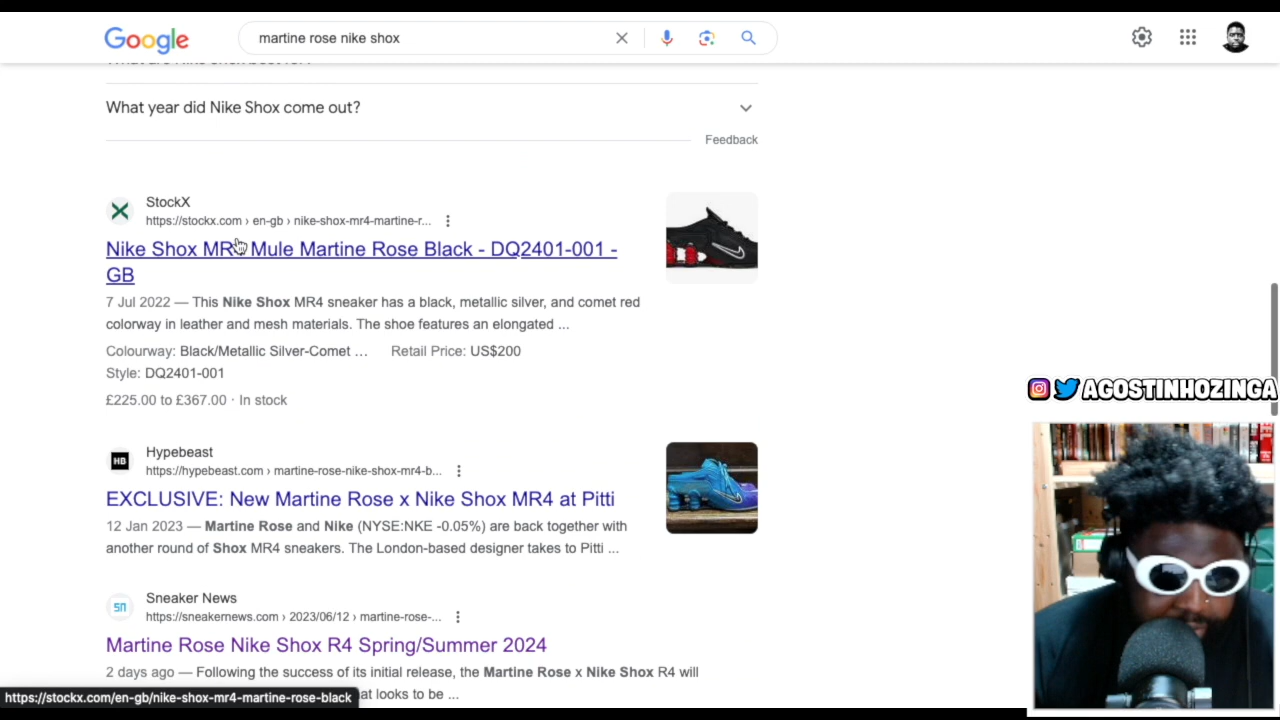 Google
martine rose nike shox
What are Nike Shox best for?
What year did Nike Shox come out?
Feedback
StockX
https://stockx.com › en-gb › nike-shox-mr4-martine-r...
Nike Shox MR4 Mule Martine Rose Black - DQ2401-001 -
GB
7 Jul 2022 — This Nike Shox MR4 sneaker has a black, metallic silver, and comet red
colorway in leather and mesh materials. The shoe features an elongated ...
Colourway: Black/Metallic Silver-Comet … Retail Price: US$200
Style: DQ2401-001
£225.00 to £367.00 · In stock
AGOSTINHOZINGA
HB
Hypebeast
https://hypebeast.com › martine-rose-nike-shox-mr4-b...
EXCLUSIVE: New Martine Rose x Nike Shox MR4 at Pitti
12 Jan 2023 — Martine Rose and Nike (NYSE:NKE -0.05%) are back together with
another round of Shox MR4 sneakers. The London-based designer takes to Pitti ...
Sn
Sneaker News
https://sneakernews.com › 2023/06/12 › martine-rose-...
Martine Rose Nike Shox R4 Spring/Summer 2024
2 days ago — Following the success of its initial release, the Martine Rose x Nike Shox R4 will
at looks to be ...
https://stockx.com/en-gb/nike-shox-mr4-martine-rose-black